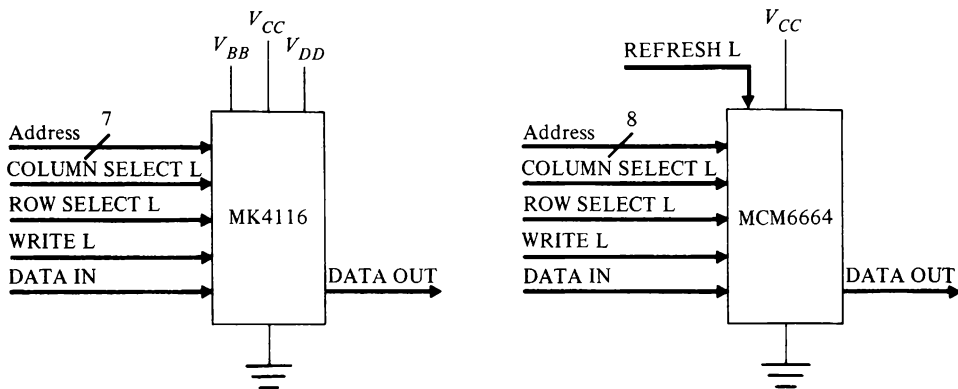 V_BB
V_CC
V_DD
7
Address
COLUMN SELECT L
ROW SELECT L
WRITE L
DATA IN
MK4116
DATA OUT
V_CC
REFRESH L
8
Address
COLUMN SELECT L
ROW SELECT L
WRITE L
DATA IN
MCM6664
DATA OUT